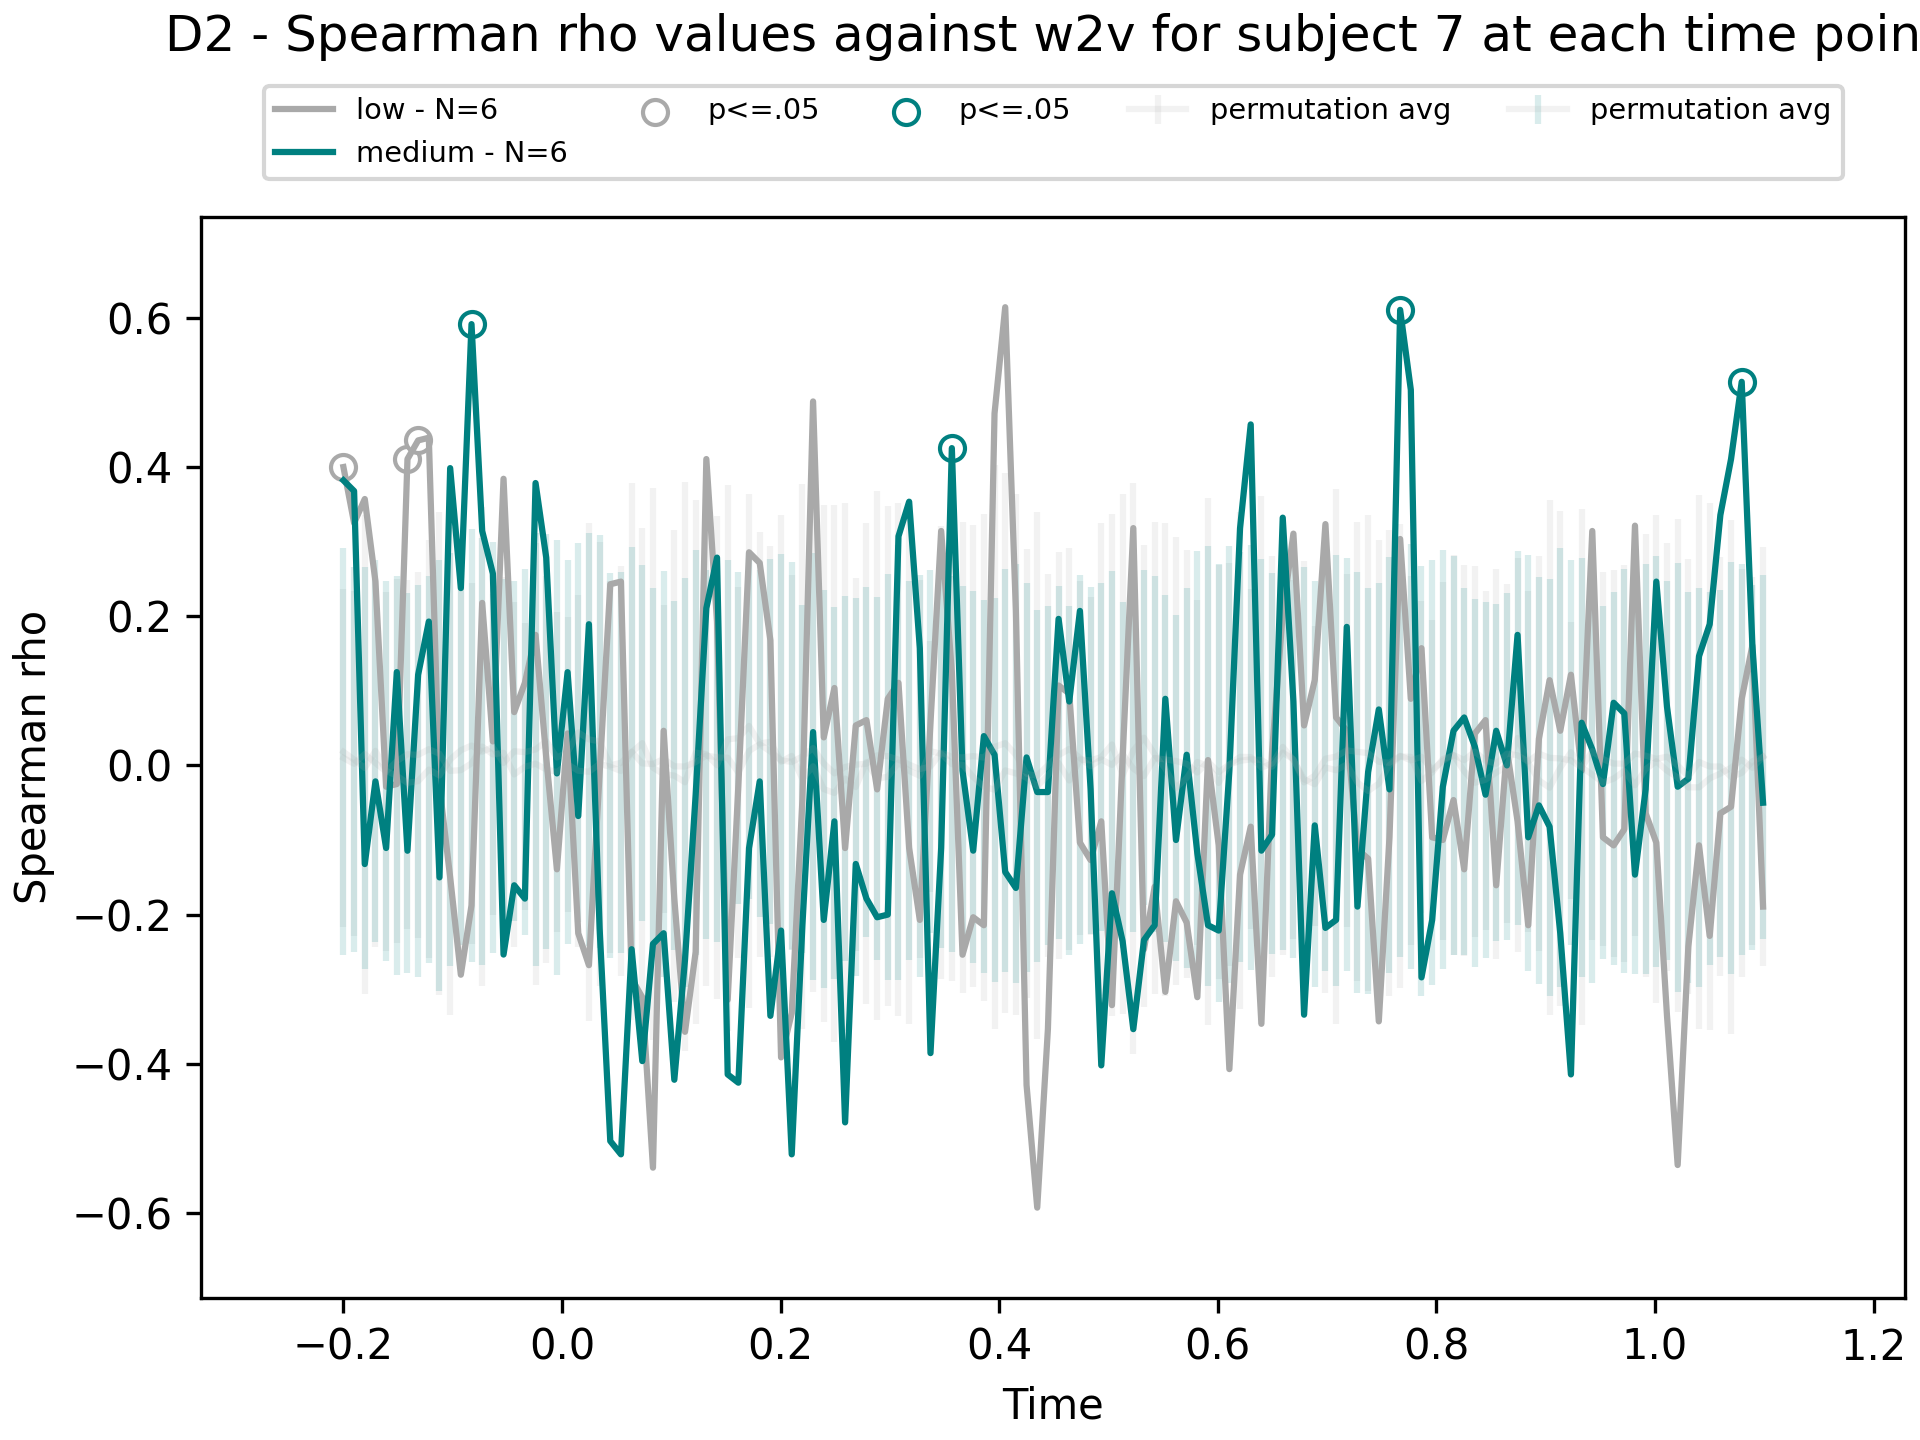 D2 - Spearman rho values against w2v for subject 7 at each time poin
low - N=6
medium - N=6
p<=.05
p<=.05
permutation avg
permutation avg
Spearman rho
0.6
0.4
0.2
0.0
−0.2
−0.4
−0.6
−0.2
0.0
0.2
0.4
0.6
0.8
1.0
1.2
Time